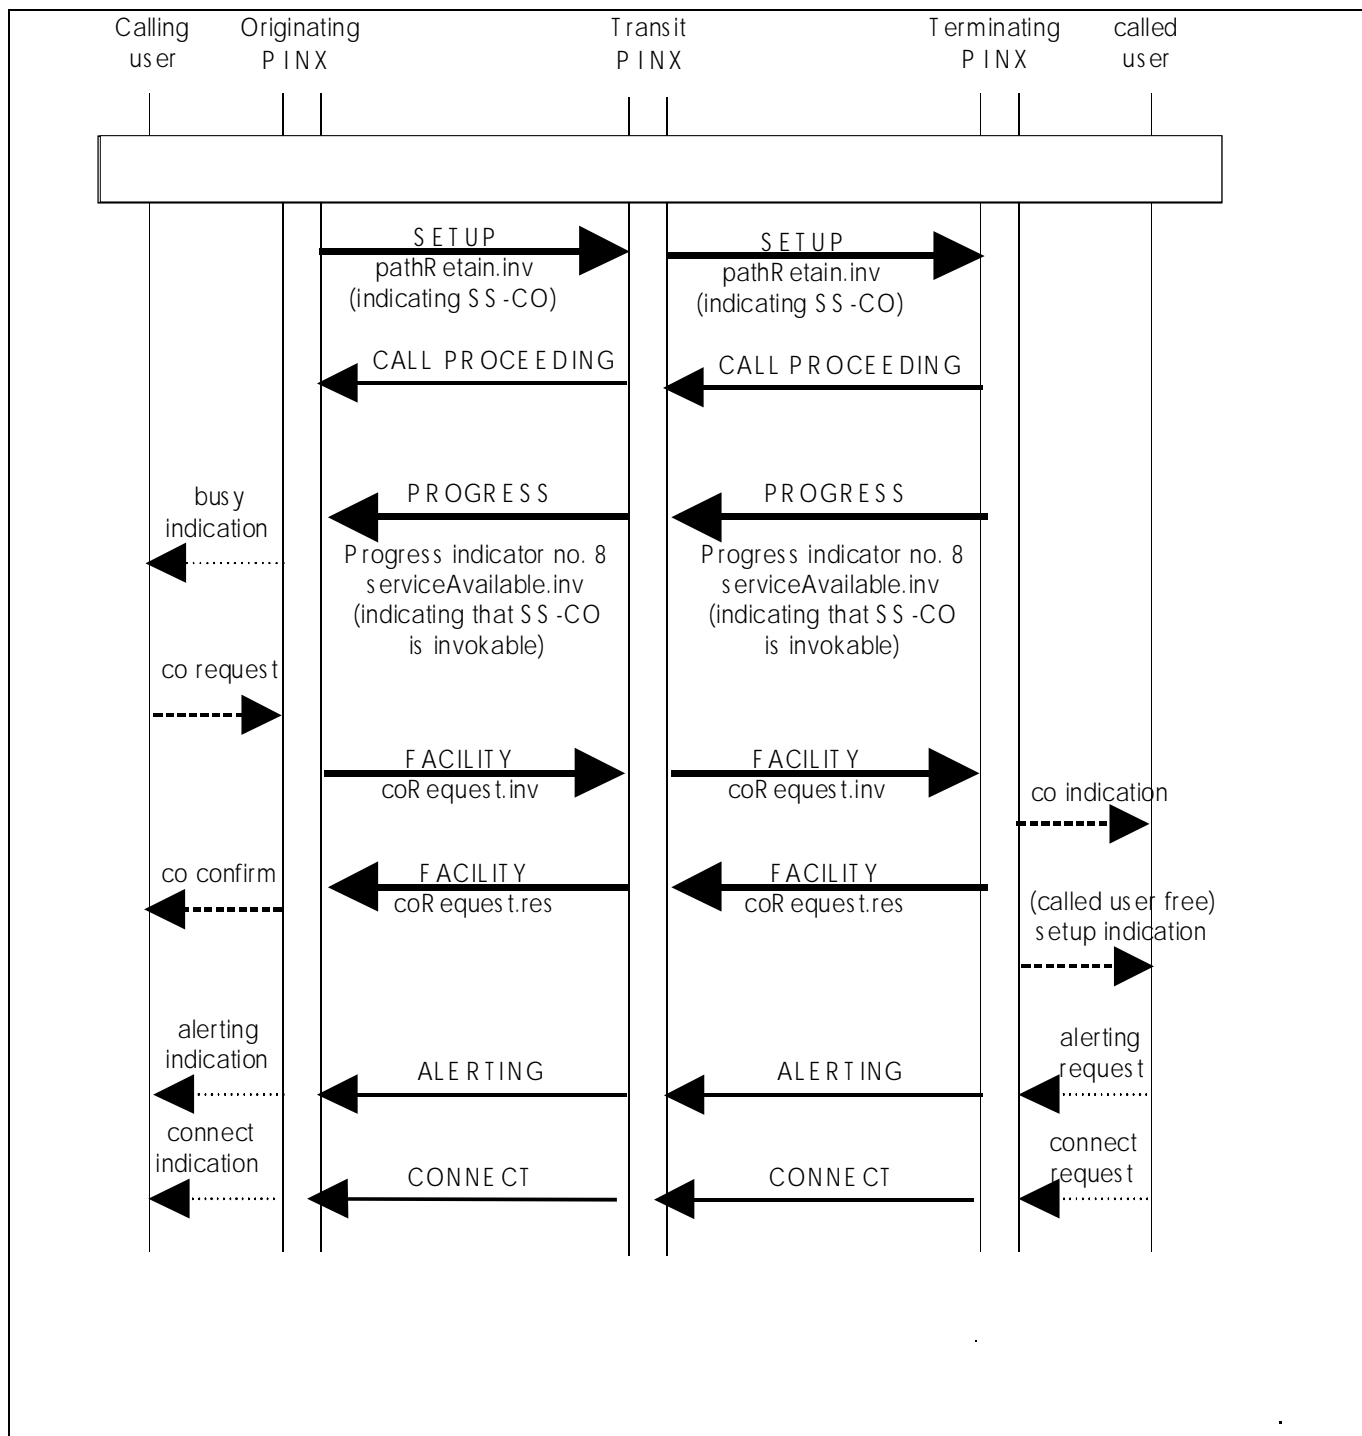 Calling Originating Transit Terminating called
user PINX PINX PINX user
SETUP SETUP
pathRetain.inv pathRetain.inv
(indicating SS-CO) (indicating SS-CO)
CALL PROCEEDING CALL PROCEEDING
busy PROGRESS PROGRESS
indication
Progress indicator no. 8 Progress indicator no. 8
serviceAvailable.inv serviceAvailable.inv
(indicating that SS-CO (indicating that SS-CO
is invokable) is invokable)
co request
FACILITY FACILITY
coRequest.inv coRequest.inv
co indication
co confirm FACILITY FACILITY
coRequest.res coRequest.res
(called user free)
setup indication
alerting alerting
indication ALERTING ALERTING request
connect connect
indication CONNECT CONNECT request